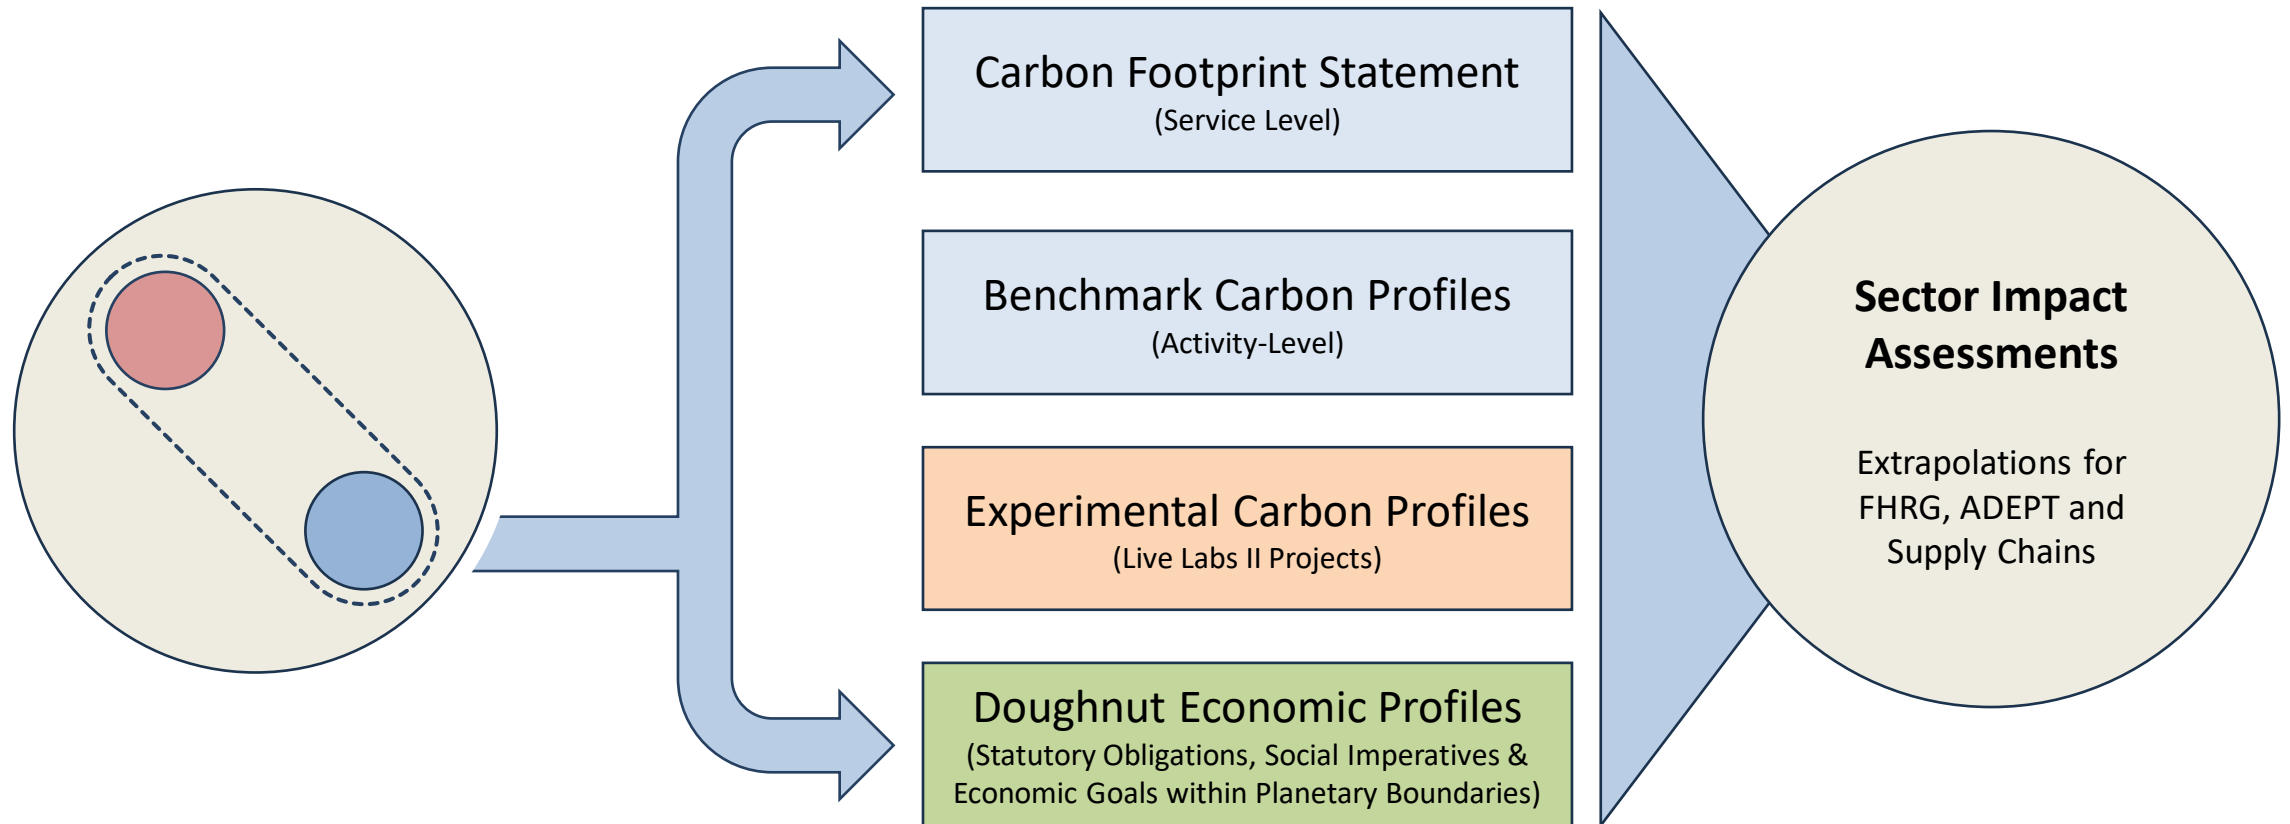 Carbon Footprint Statement
(Service Level)
Benchmark Carbon Profiles
(Activity-Level)
Experimental Carbon Profiles
(Live Labs II Projects)
Doughnut Economic Profiles
(Statutory Obligations, Social Imperatives &
Economic Goals within Planetary Boundaries)
Sector Impact
Assessments
Extrapolations for
FHRG, ADEPT and
Supply Chains